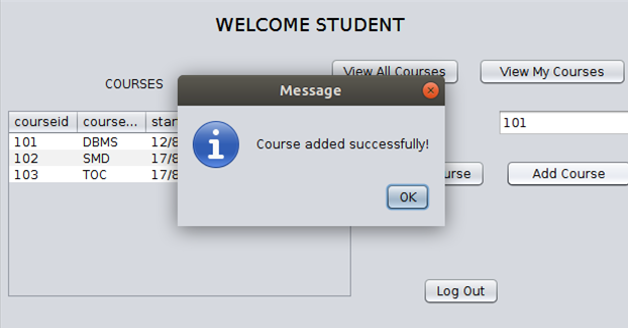 WELCOME STUDENT
View All Courses View My Courses
COURSES
Message
courseid course... star
101
101 DBMS 12/8
Course added successfully!
102 SMD 17/8
103 TOC 17/8
urse Add Course
OK
Log Out